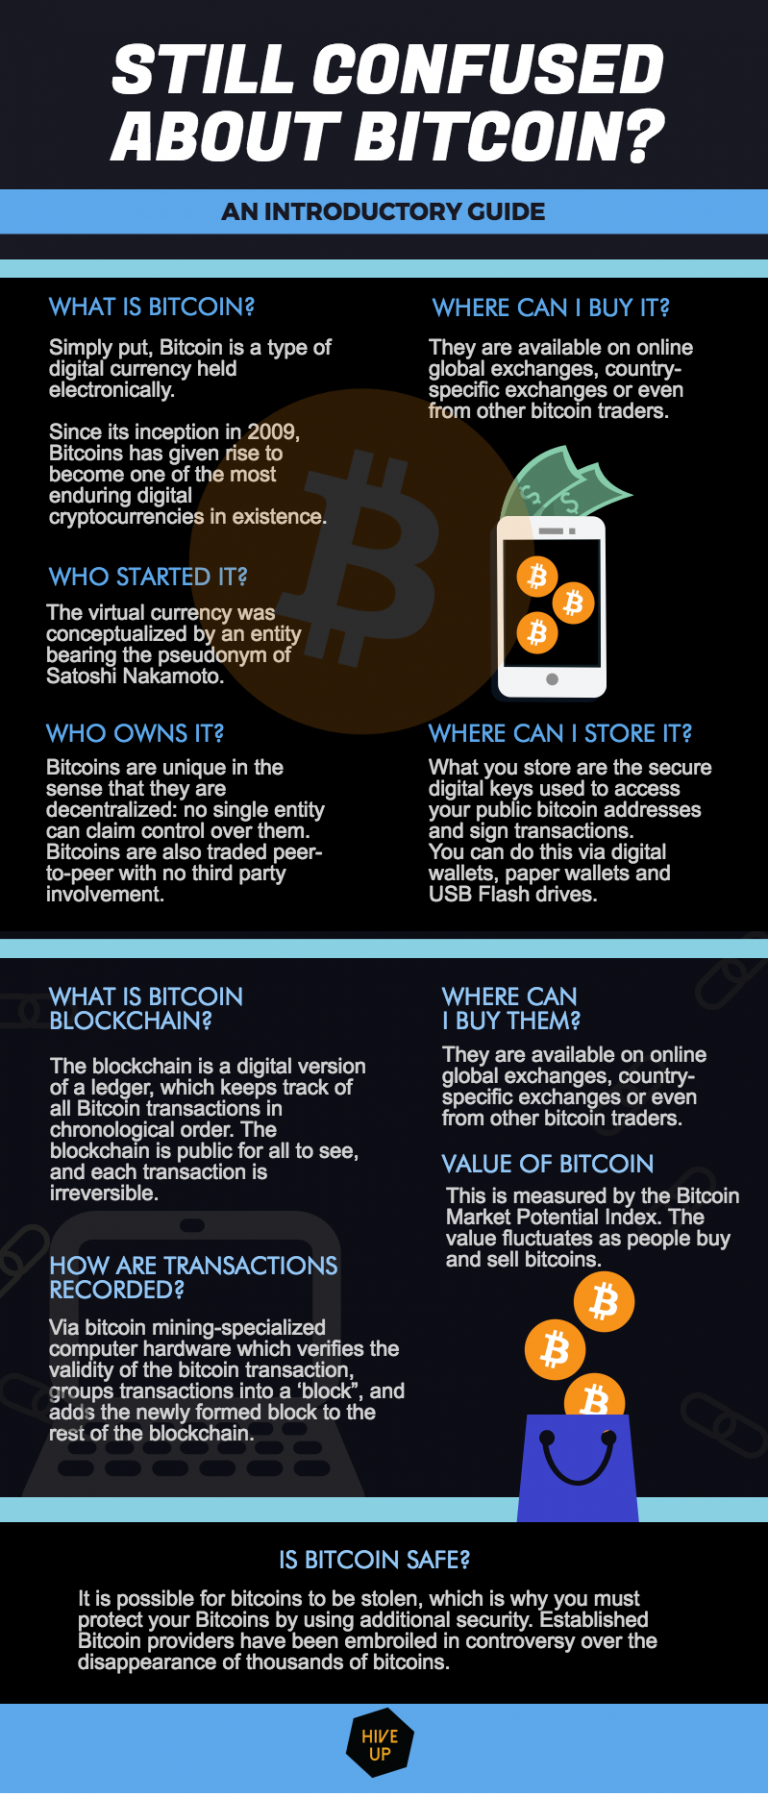 STILL CONFUSED
ABOUT BITCOIN?
AN INTRODUCTORY GUIDE
WHAT IS BITCOIN?
Simply put, Bitcoin is a type of
digital currency held
electronically.
Since its inception in 2009,
Bitcoins has given rise to
become one of the most
enduring digital
cryptocurrencies in existence.
WHO STARTED IT?
The virtual currency was
conceptualized by an entity
bearing the pseudonym of
Satoshi Nakamoto.
WHO OWNS IT?
Bitcoins are unique in the
sense that they are
decentralized: no single entity
can claim control over them.
Bitcoins are also traded peer-
to-peer with no third party
involvement.
WHERE CAN I BUY IT?
They are available on online
global exchanges, country-
specific exchanges or even
from other bitcoin traders.
WHERE CAN I STORE IT?
What you store are the secure
digital keys used to access
your public bitcoin addresses
and sign transactions.
You can do this via digital
wallets, paper wallets and
USB Flash drives.
WHAT IS BITCOIN
BLOCKCHAIN?
The blockchain is a digital version
of a ledger, which keeps track of
all Bitcoin transactions in
chronological order. The
blockchain is public for all to see,
and each transaction is
irreversible.
HOW ARE TRANSACTIONS
RECORDED?
Via bitcoin mining-specialized
computer hardware which verifies the
validity of the bitcoin transaction,
groups transactions into a ‘block”, and
adds the newly formed block to the
rest of the blockchain.
WHERE CAN
I BUY THEM?
They are available on online
global exchanges, country-
specific exchanges or even
from other bitcoin traders.
VALUE OF BITCOIN
This is measured by the Bitcoin
Market Potential Index. The
value fluctuates as people buy
and sell bitcoins.
IS BITCOIN SAFE?
It is possible for bitcoins to be stolen, which is why you must
protect your Bitcoins by using additional security. Established
Bitcoin providers have been embroiled in controversy over the
disappearance of thousands of bitcoins.
HIVE
UP